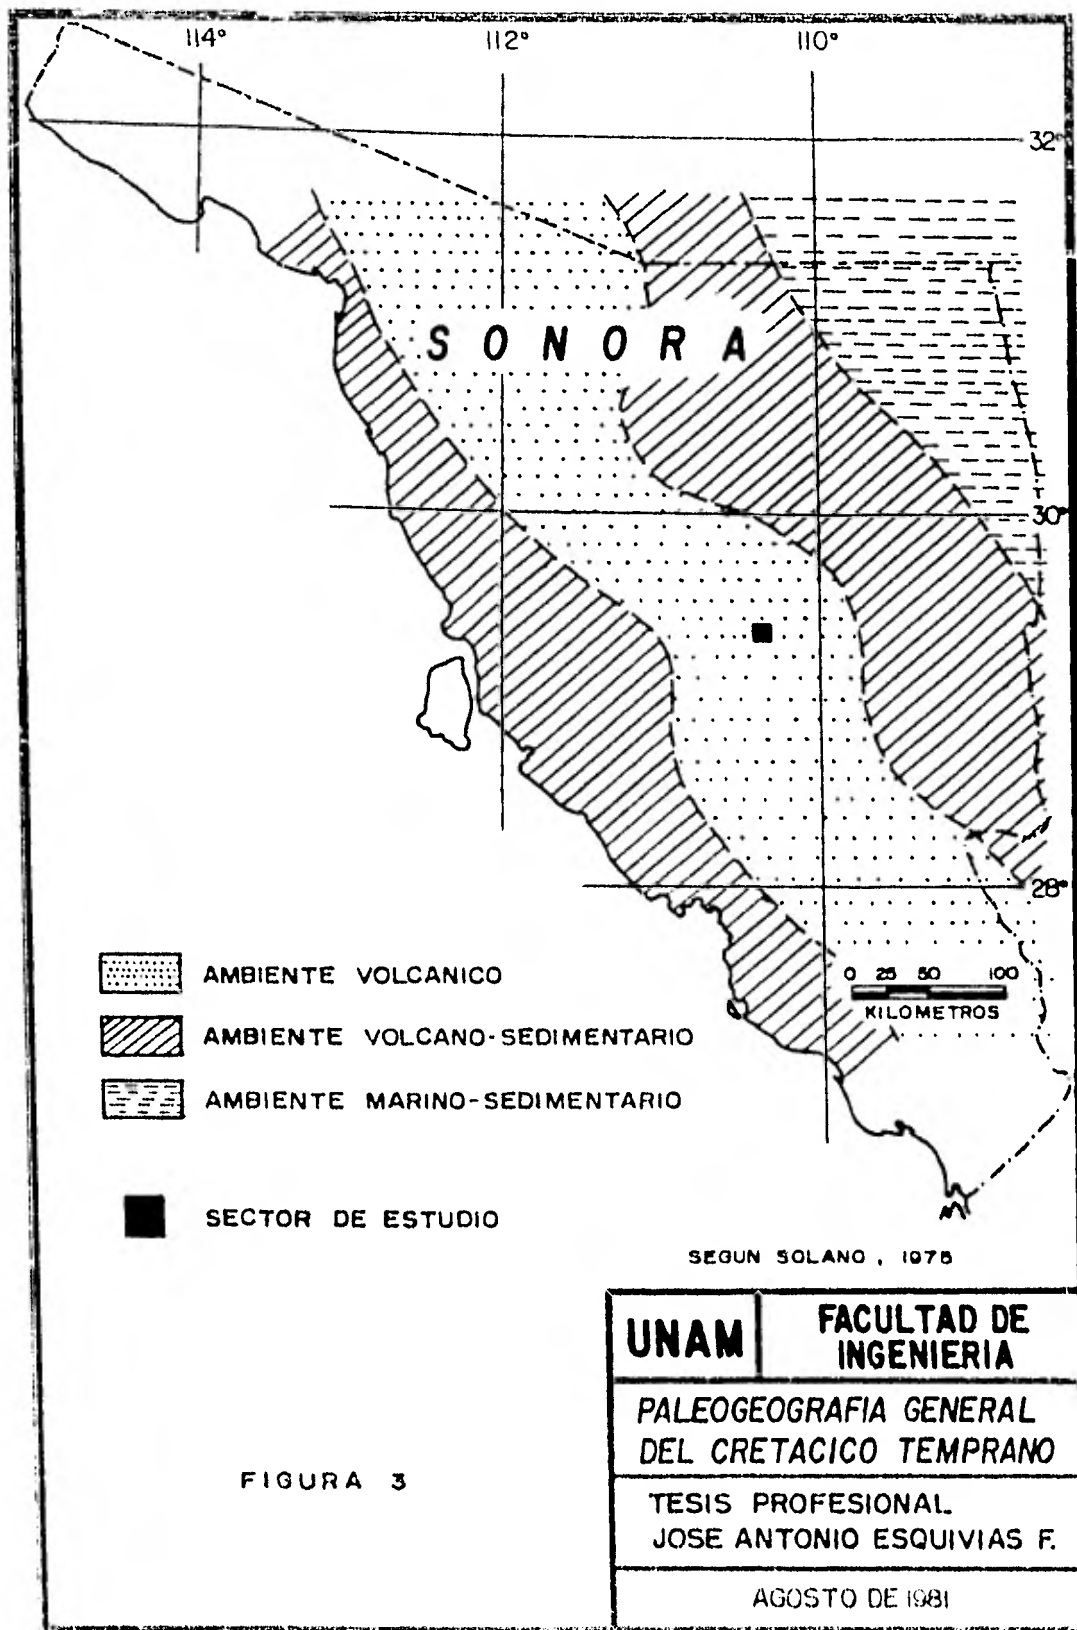 114° 112° 110°
32°
SONORA
30°
28°
0 25 50 100
KILOMETROS
AMBIENTE VOLCANICO
AMBIENTE VOLCANO-SEDIMENTARIO
AMBIENTE MARINO-SEDIMENTARIO
SECTOR DE ESTUDIO
SEGUN SOLANO, 1975
UNAM
FACULTAD DE
INGENIERIA
PALEOGEOGRAFIA GENERAL
DEL CRETACICO TEMPRANO
FIGURA 3
TESIS PROFESIONAL
JOSE ANTONIO ESQUIVIAS F.
AGOSTO DE 1981